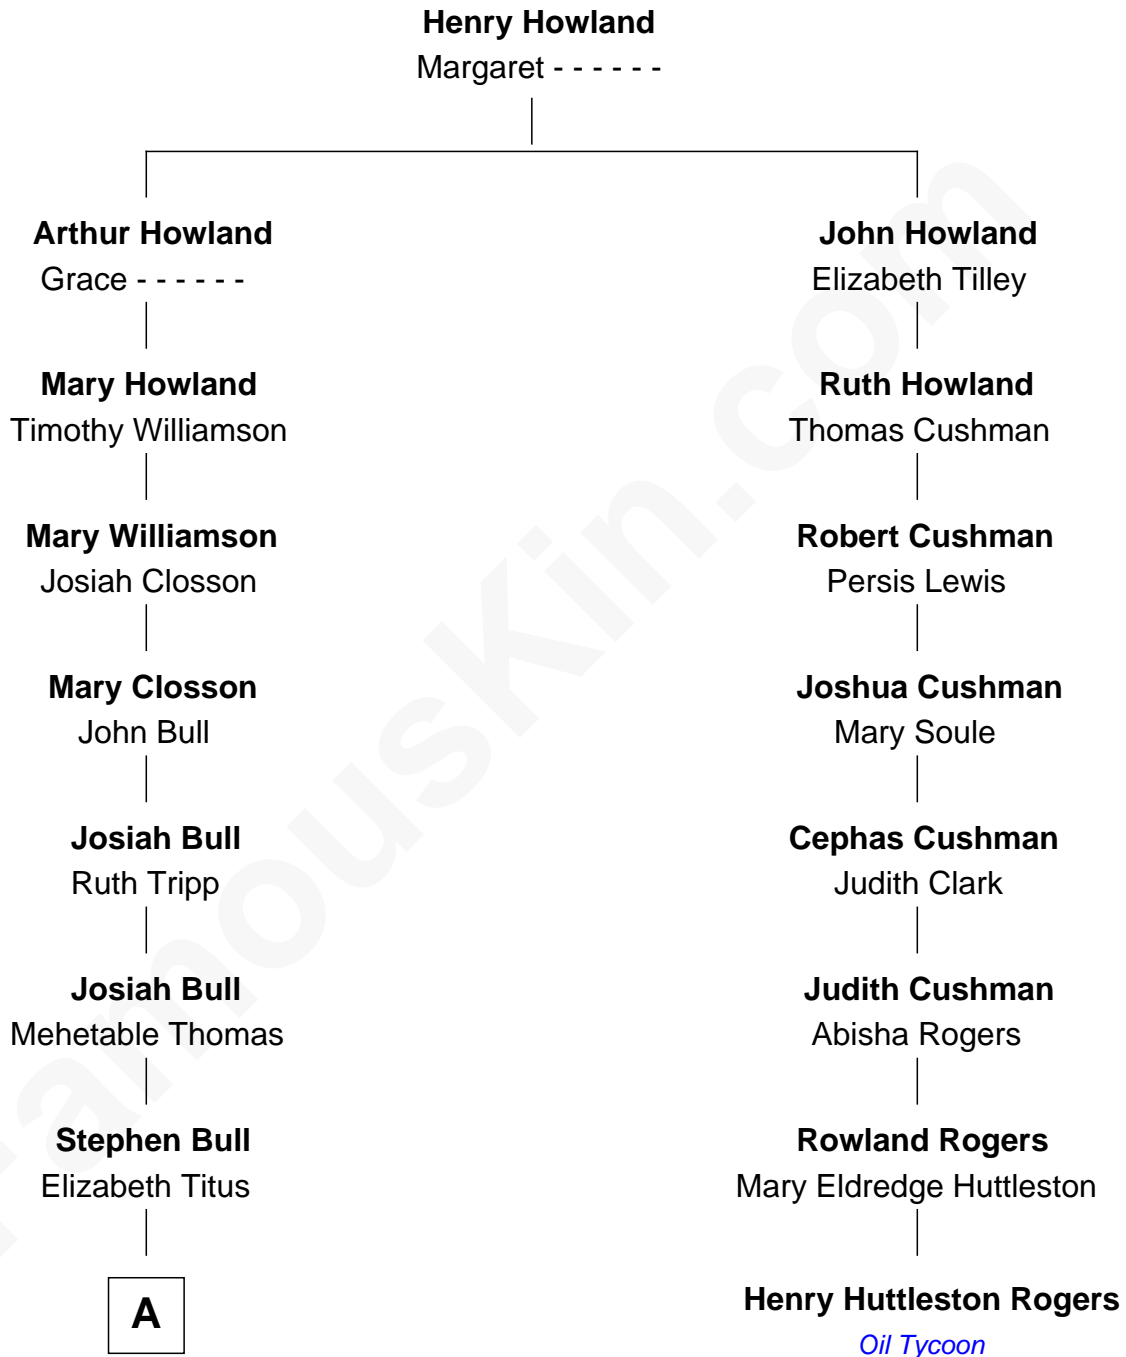 Henry Howland
Margaret - - - - - -
Arthur Howland
Grace - - - - - -
John Howland
Elizabeth Tilley
Mary Howland
Timothy Williamson
Ruth Howland
Thomas Cushman
Mary Williamson
Josiah Closson
Robert Cushman
Persis Lewis
Mary Closson
John Bull
Joshua Cushman
Mary Soule
Josiah Bull
Ruth Tripp
Cephas Cushman
Judith Clark
Josiah Bull
Mehetable Thomas
Judith Cushman
Abisha Rogers
Stephen Bull
Elizabeth Titus
Rowland Rogers
Mary Eldredge Huttleston
A
Henry Huttleston Rogers
Oil Tycoon
FamousKin.com